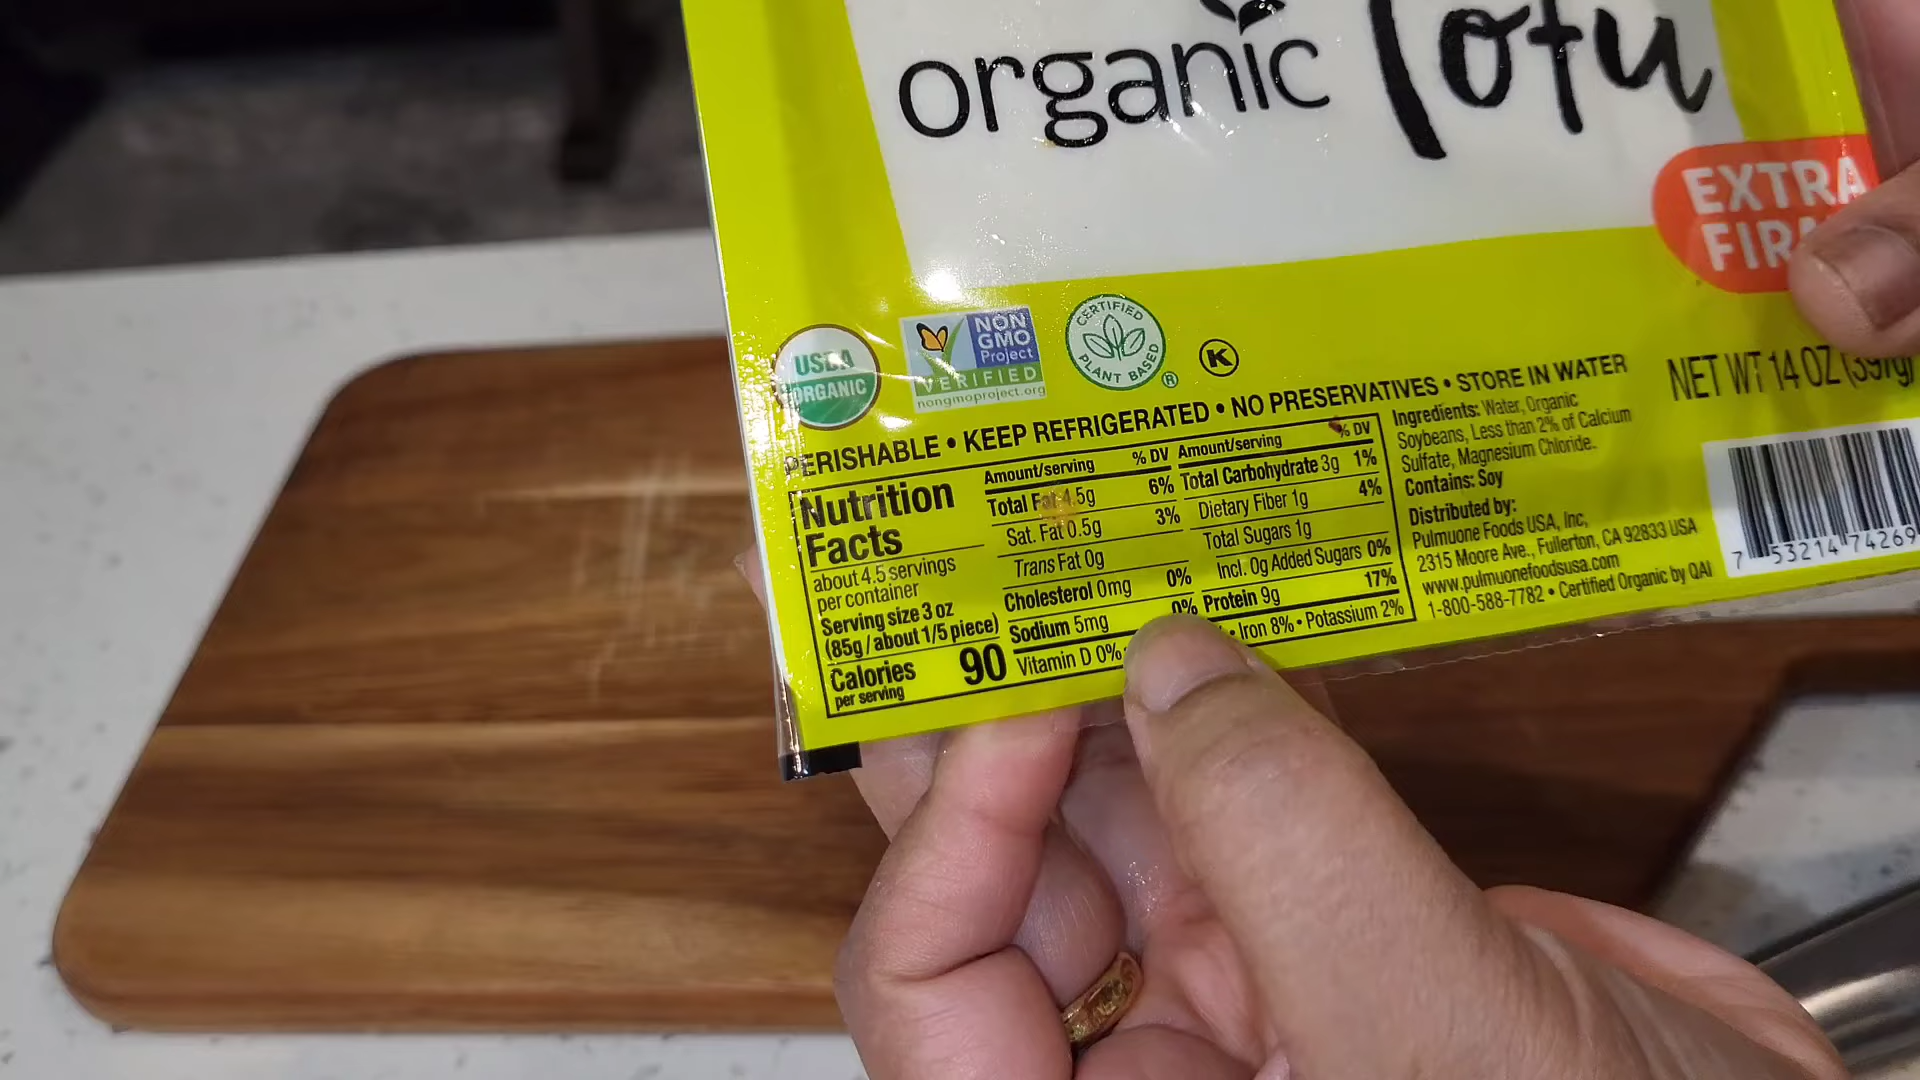 organic Tofu
EXTRA
USDA
ORGANIC
NON
GMO
Project
VERIFIED
nongmoproject.org
CERTIFIED
PLANT BASED
®
K
PERISHABLE • KEEP REFRIGERATED • NO PRESERVATIVES • STORE IN WATER
NET WT 14 OZ
Nutrition
Facts
about 4.5 servings
per container
Serving size 3 oz
(85g / about 1/5 piece)
Calories 90
per serving
Amount/serving % DV
Total Fat 4.5g 6%
Sat. Fat 0.5g 3%
Trans Fat 0g
Cholesterol 0mg 0%
Sodium 5mg 0%
Amount/serving % DV
Total Carbohydrate 3g 1%
Dietary Fiber 1g 4%
Total Sugars 1g
Incl. 0g Added Sugars 0%
Protein 9g 17%
Vitamin D 0% • Iron 8% • Potassium 2%
Ingredients: Water, Organic
Soybeans, Less than 2% of Calcium
Sulfate, Magnesium Chloride.
Contains: Soy
Distributed by:
Pulmuone Foods USA, Inc,
2315 Moore Ave., Fullerton, CA 92833 USA
www.pulmuonefoodsusa.com
1-800-588-7782 • Certified Organic by QAI
7 53214 74269